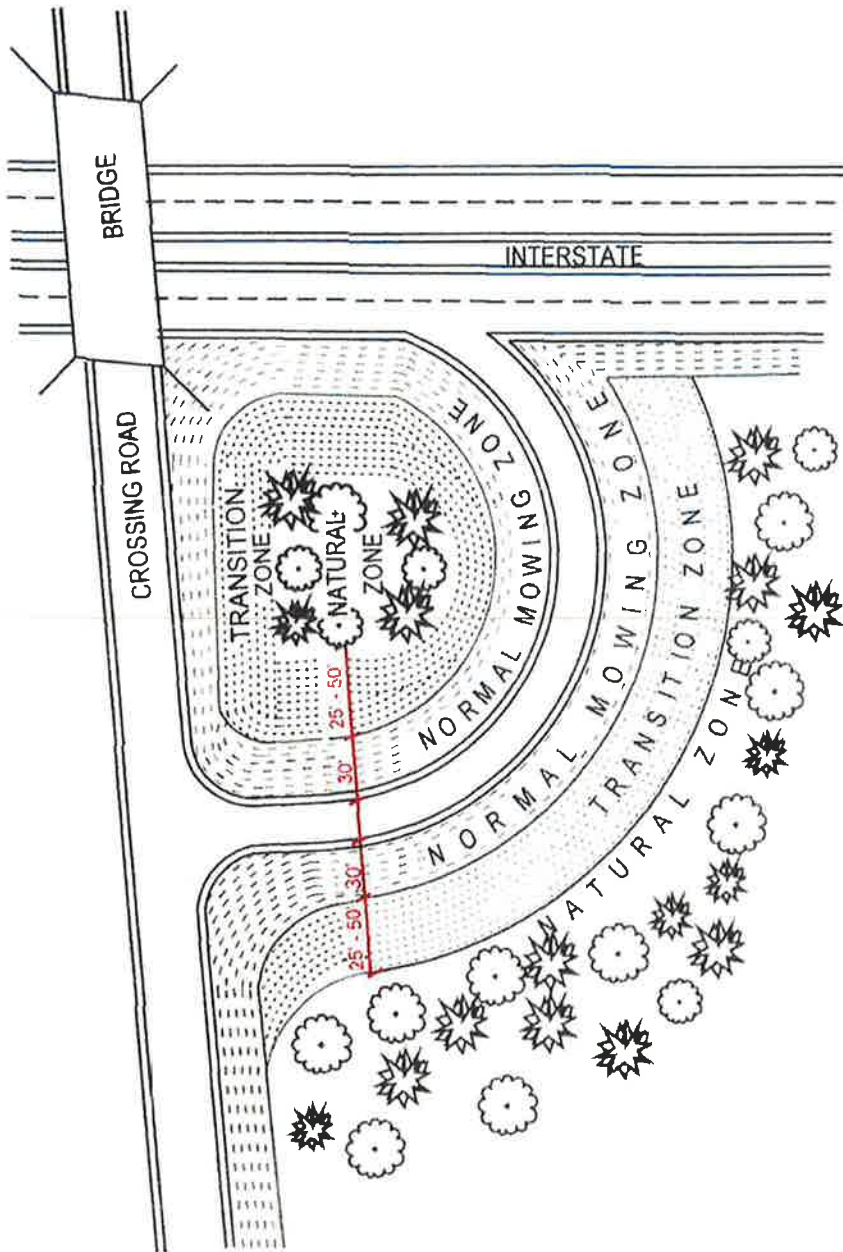 BRIDGE
INTERSTATE
CROSSING ROAD
TRANSITION
ZONE
NATURAL
ZONE
NORMAL MOWING ZONE
NORMAL MOWING ZONE
TRANSITION ZONE
NATURAL ZONE
25' - 50'
30'
30'
25' - 50'